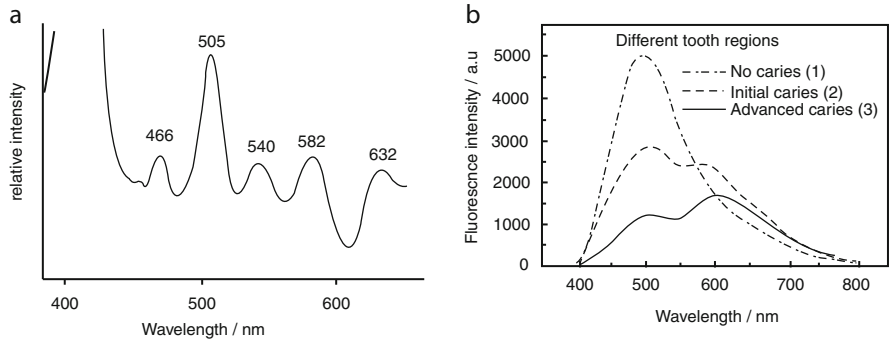 a
relative intensity
466
505
540
582
632
400
500
600
Wavelength / nm
b
Fluorescnce intensity / a.u
5000
4000
3000
2000
1000
0
Different tooth regions
No caries (1)
Initial caries (2)
Advanced caries (3)
400
500
600
700
800
Wavelength / nm